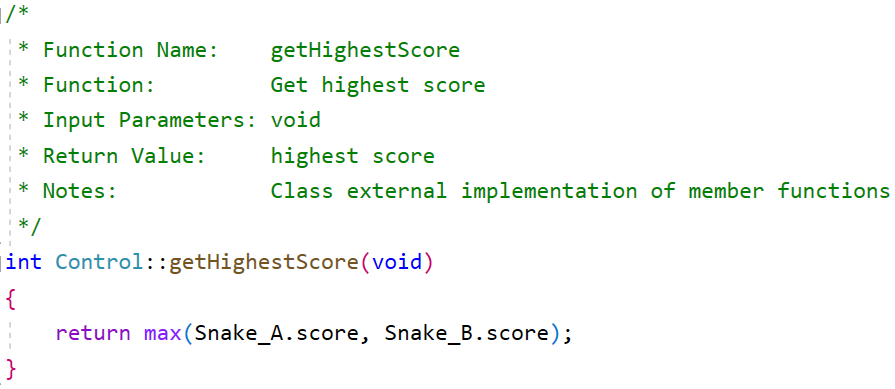 /*
 * Function Name:    getHighestScore
 * Function:         Get highest score
 * Input Parameters: void
 * Return Value:     highest score
 * Notes:            Class external implementation of member functions
 */
int Control::getHighestScore(void)
{
    return max(Snake_A.score, Snake_B.score);
}